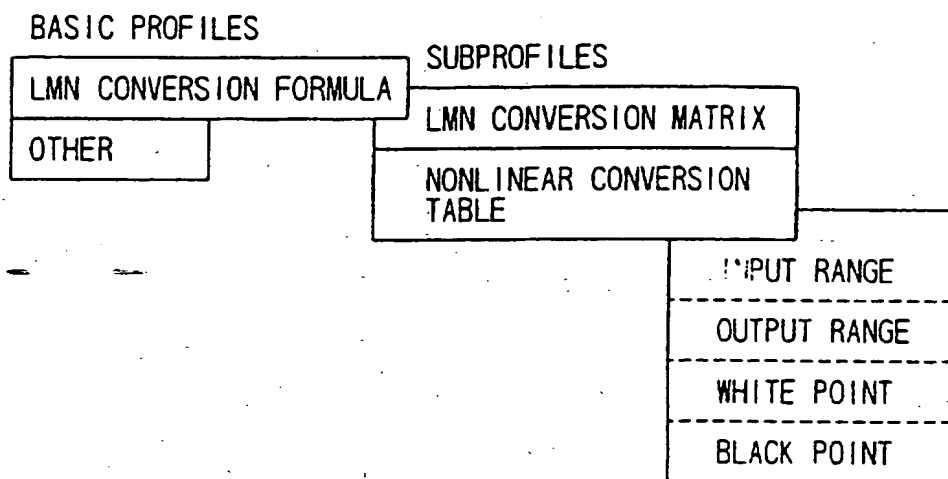 BASIC PROFILES
SUBPROFILES
LMN CONVERSION FORMULA
LMN CONVERSION MATRIX
OTHER
NONLINEAR CONVERSION
TABLE
INPUT RANGE
OUTPUT RANGE
WHITE POINT
BLACK POINT